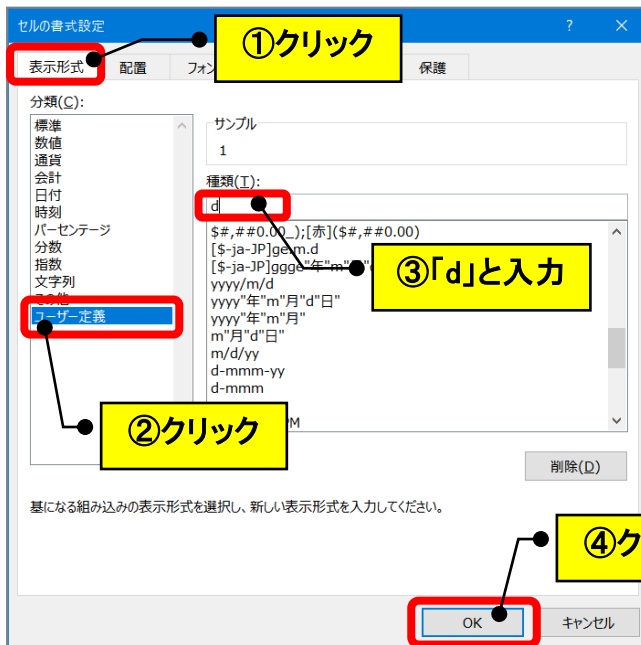 セルの書式設定
?
×
①クリック
表示形式
配置
フォン
保護
分類(C):
標準
数値
通貨
会計
日付
時刻
パーセンテージ
分数
指数
文字列
その他
ユーザー定義
サンプル
1
種類(T):
d
$#,##0.00_);[赤]($#,##0.00)
[$-ja-JP]ge.m.d
[$-ja-JP]ggge"年"m"
yyyy/m/d
yyyy"年"m"月"d"日"
yyyy"年"m"月"
m"月"d"日"
m/d/yy
d-mmm-yy
d-mmm
PM
③「d」と入力
②クリック
削除(D)
基になる組み込みの表示形式を選択し、新しい表示形式を入力してください。
④ク
OK
キャンセル